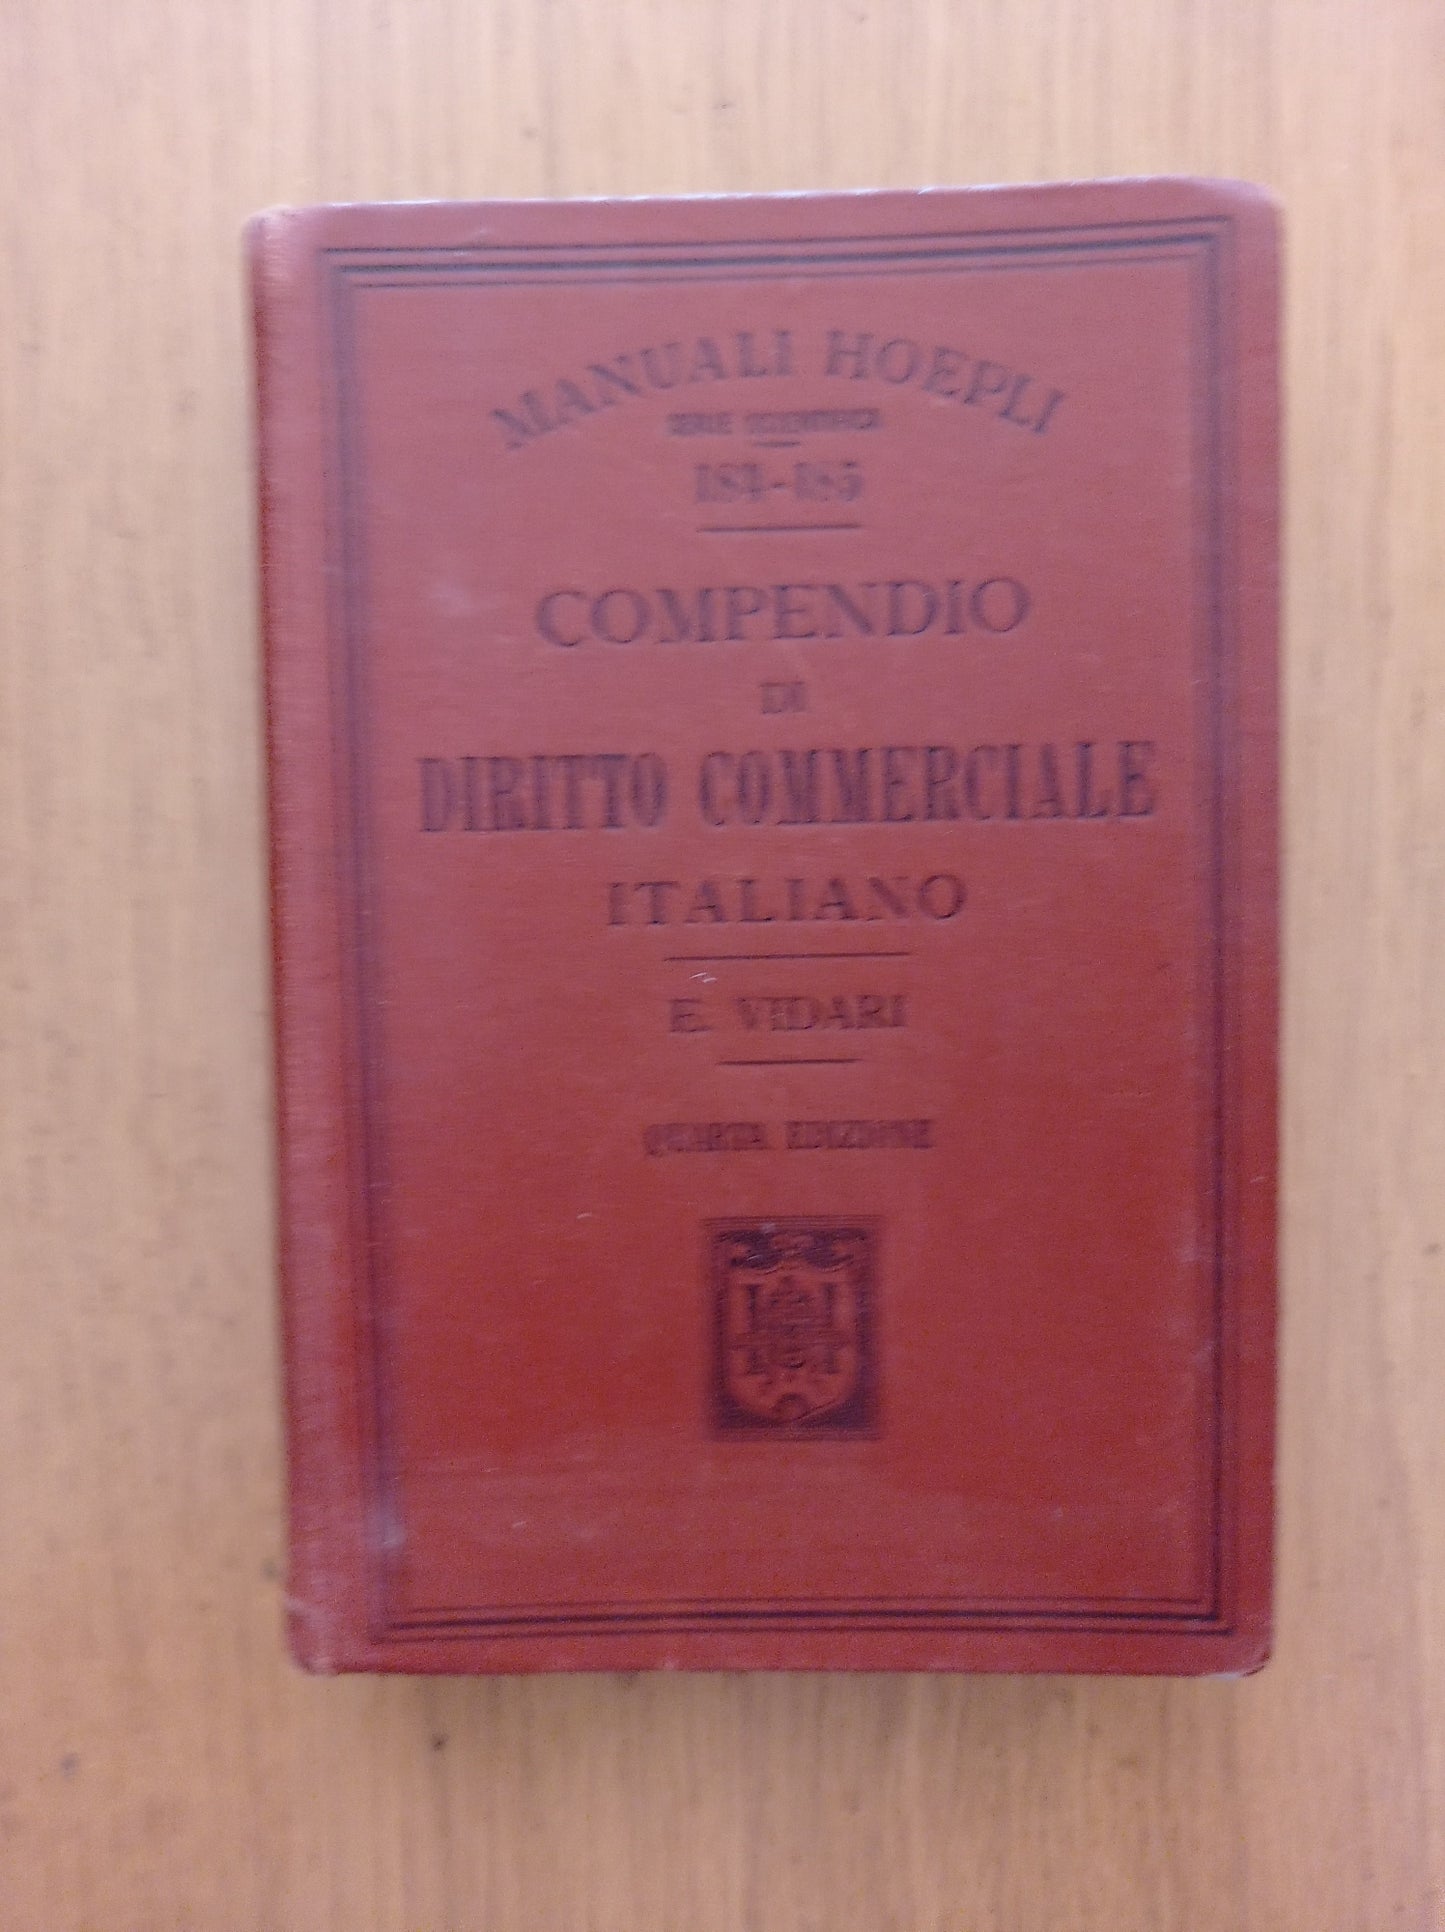 MANUALI HOEPLI
SERIE SCIENTIFICA
184-185
COMPENDIO
DI
DIRITTO COMMERCIALE
ITALIANO
E. VIDARI
QUARTA EDIZIONE